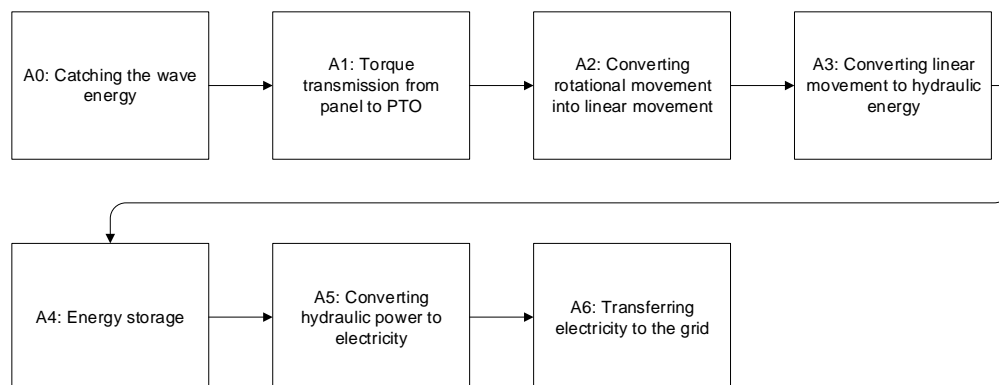 A0: Catching the wave
energy
A1: Torque
transmission from
panel to PTO
A2: Converting
rotational movement
into linear movement
A3: Converting linear
movement to hydraulic
energy
A4: Energy storage
A5: Converting
hydraulic power to
electricity
A6: Transferring
electricity to the grid